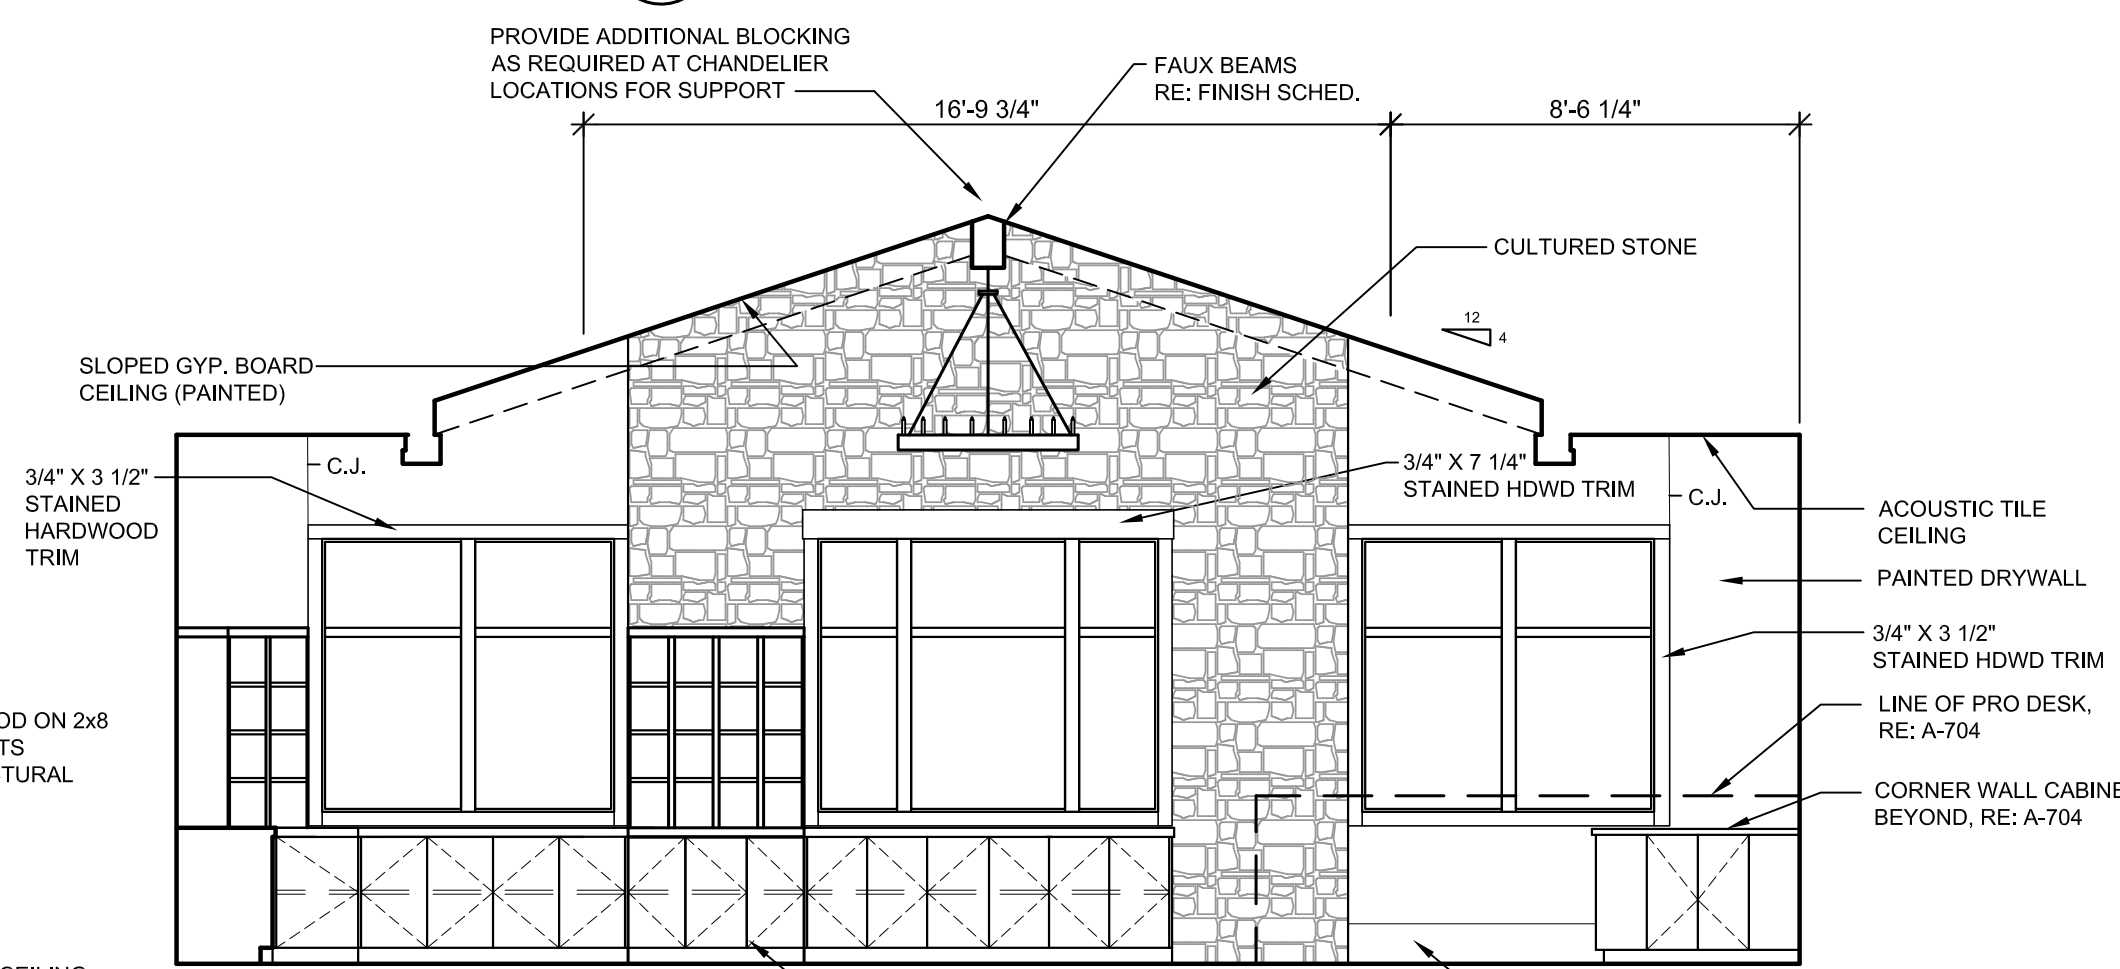 PROVIDE ADDITIONAL BLOCKING
AS REQUIRED AT CHANDELIER
LOCATIONS FOR SUPPORT
FAUX BEAMS
RE: FINISH SCHED.
16'-9 3/4"
8'-6 1/4"
CULTURED STONE
12
4
SLOPED GYP. BOARD
CEILING (PAINTED)
C.J.
3/4" X 3 1/2"
STAINED
HARDWOOD
TRIM
3/4" X 7 1/4"
STAINED HDWD TRIM
C.J.
ACOUSTIC TILE
CEILING
PAINTED DRYWALL
3/4" X 3 1/2"
STAINED HDWD TRIM
LINE OF PRO DESK,
RE: A-704
OD ON 2x8
TS
CTURAL
CORNER WALL CABINE
BEYOND, RE: A-704